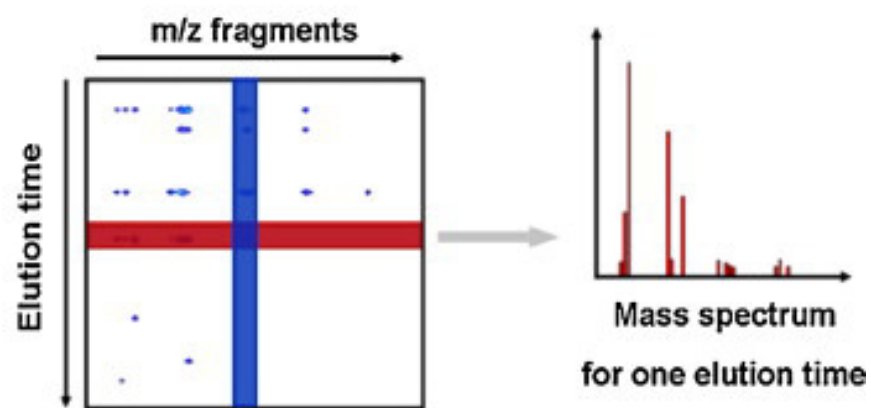 m/z fragments
Elution time
Mass spectrum
for one elution time